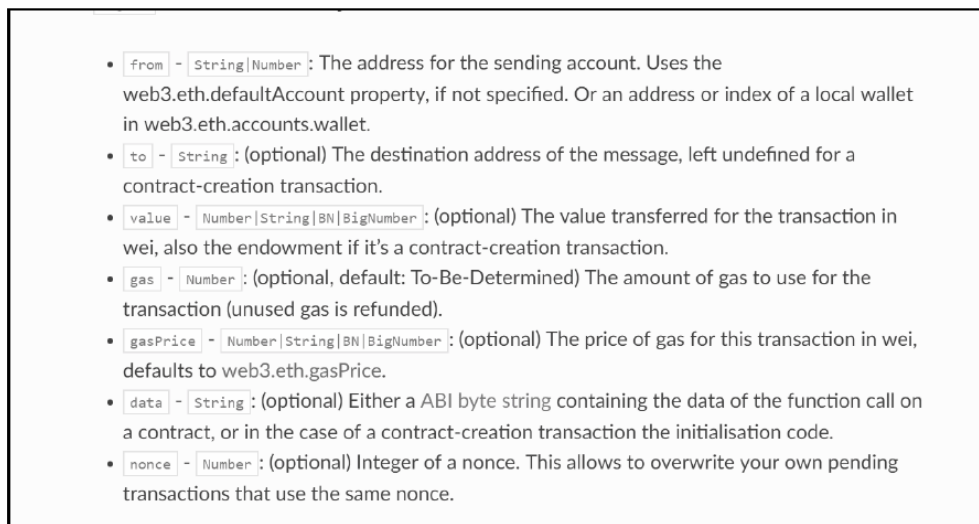 • from - String|Number : The address for the sending account. Uses the
web3.eth.defaultAccount property, if not specified. Or an address or index of a local wallet
in web3.eth.accounts.wallet.
• to - String : (optional) The destination address of the message, left undefined for a
contract-creation transaction.
• value - Number|String|BN|BigNumber : (optional) The value transferred for the transaction in
wei, also the endowment if it's a contract-creation transaction.
• gas - Number : (optional, default: To-Be-Determined) The amount of gas to use for the
transaction (unused gas is refunded).
• gasPrice - Number|String|BN|BigNumber : (optional) The price of gas for this transaction in wei,
defaults to web3.eth.gasPrice.
• data - String : (optional) Either a ABI byte string containing the data of the function call on
a contract, or in the case of a contract-creation transaction the initialisation code.
• nonce - Number : (optional) Integer of a nonce. This allows to overwrite your own pending
transactions that use the same nonce.